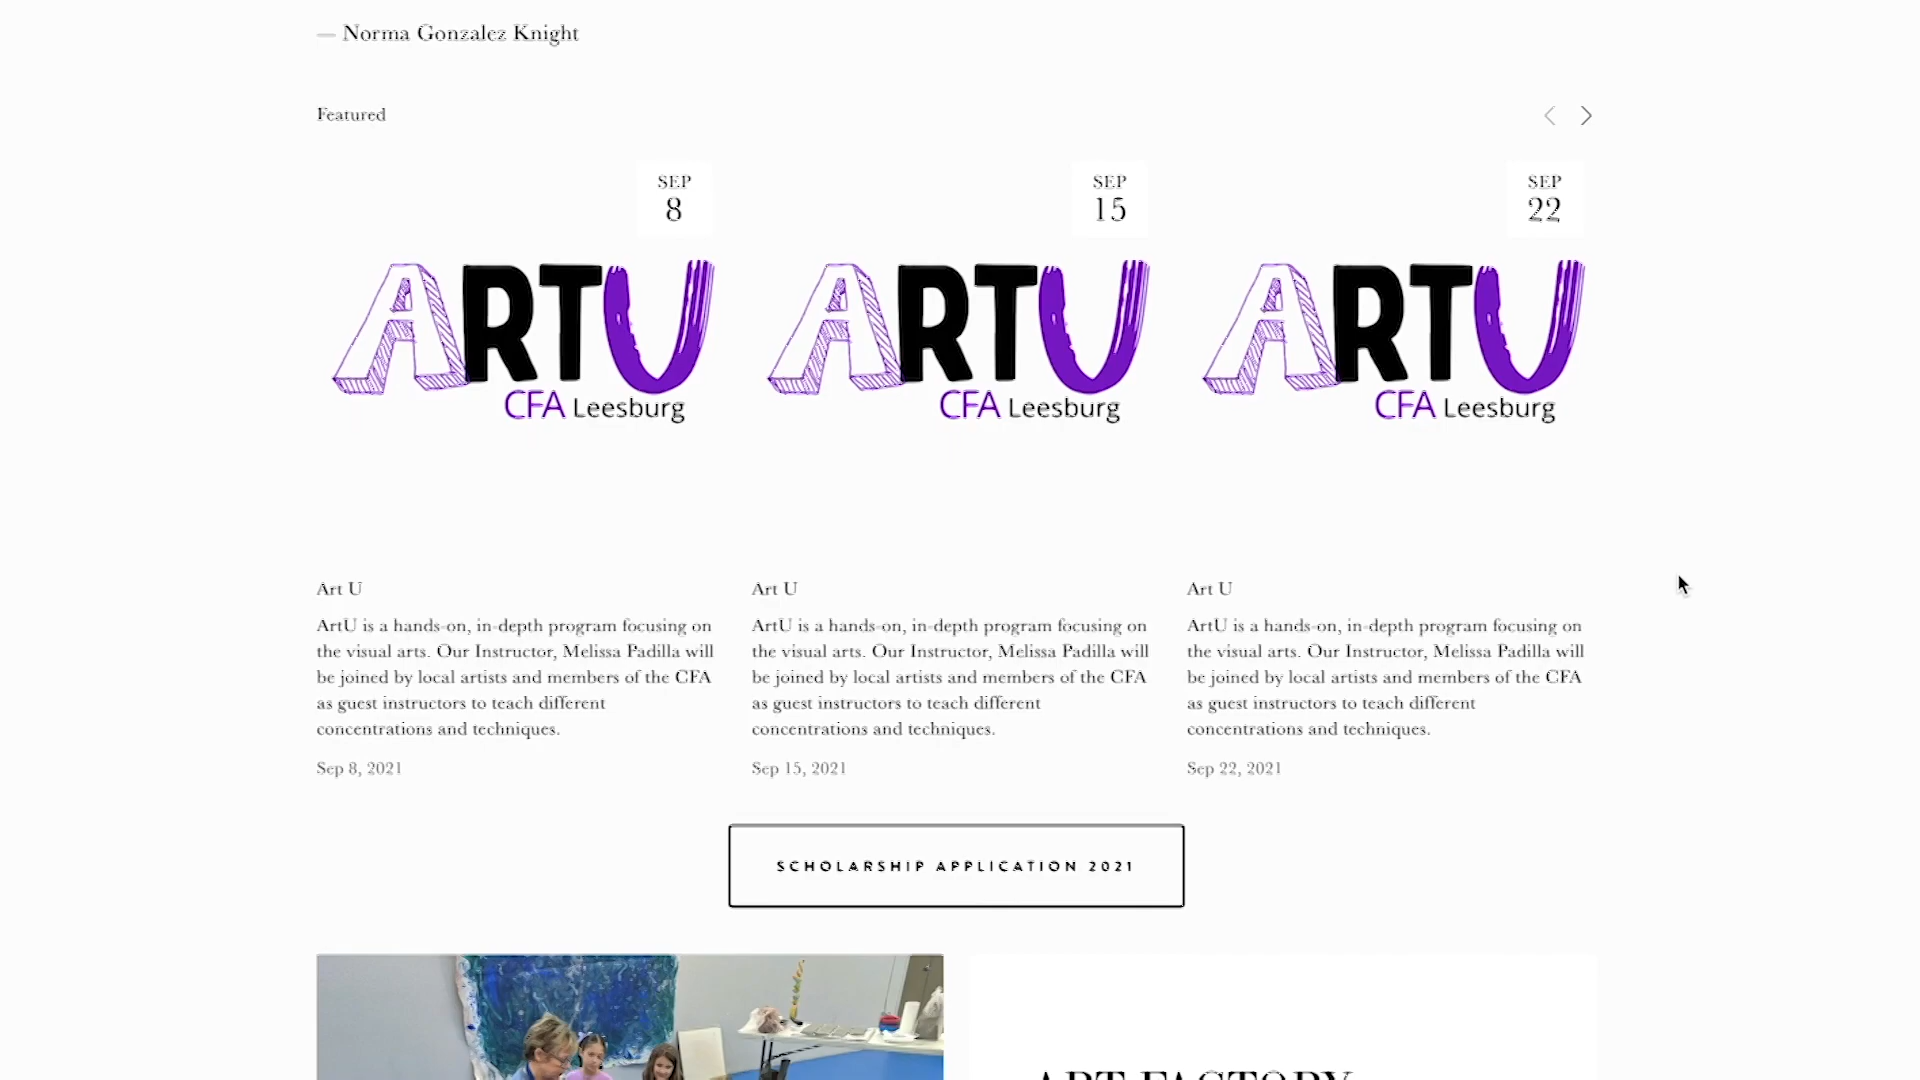 — Norma Gonzalez Knight
Featured
SEP
8
SEP
15
SEP
22
ARTU
CFA Leesburg
ARTU
CFA Leesburg
ARTU
CFA Leesburg
Art U
ArtU is a hands-on, in-depth program focusing on
the visual arts. Our Instructor, Melissa Padilla will
be joined by local artists and members of the CFA
as guest instructors to teach different
concentrations and techniques.
Sep 8, 2021
Art U
ArtU is a hands-on, in-depth program focusing on
the visual arts. Our Instructor, Melissa Padilla will
be joined by local artists and members of the CFA
as guest instructors to teach different
concentrations and techniques.
Sep 15, 2021
Art U
ArtU is a hands-on, in-depth program focusing on
the visual arts. Our Instructor, Melissa Padilla will
be joined by local artists and members of the CFA
as guest instructors to teach different
concentrations and techniques.
Sep 22, 2021
SCHOLARSHIP APPLICATION 2021
ART FACTORY